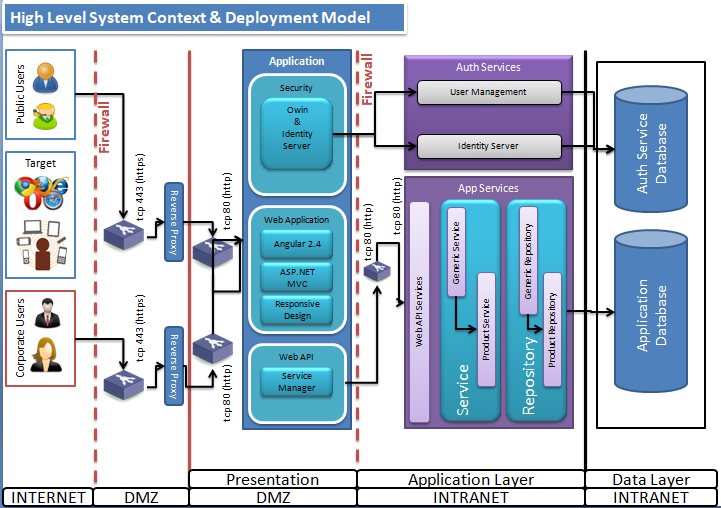 High Level System Context & Deployment Model
Public Users
Target
Corporate Users
Firewall
tcp 443 (https)
tcp 443 (https)
Reverse Proxy
Reverse Proxy
tcp 80 (http)
tcp 80 (http)
Application
Security
Owin
&
Identity
Server
Web Application
Angular 2.4
ASP.NET
MVC
Responsive
Design
Web API
Service
Manager
Firewall
tcp 80 (http)
tcp 80 (http)
Auth Services
User Management
Identity Server
App Services
Web API Services
Generic Service
Product Service
Service
Generic Repository
Product Repository
Repository
Auth Service
Database
Application
Database
Presentation
Application Layer
Data Layer
INTERNET
DMZ
DMZ
INTRANET
INTRANET